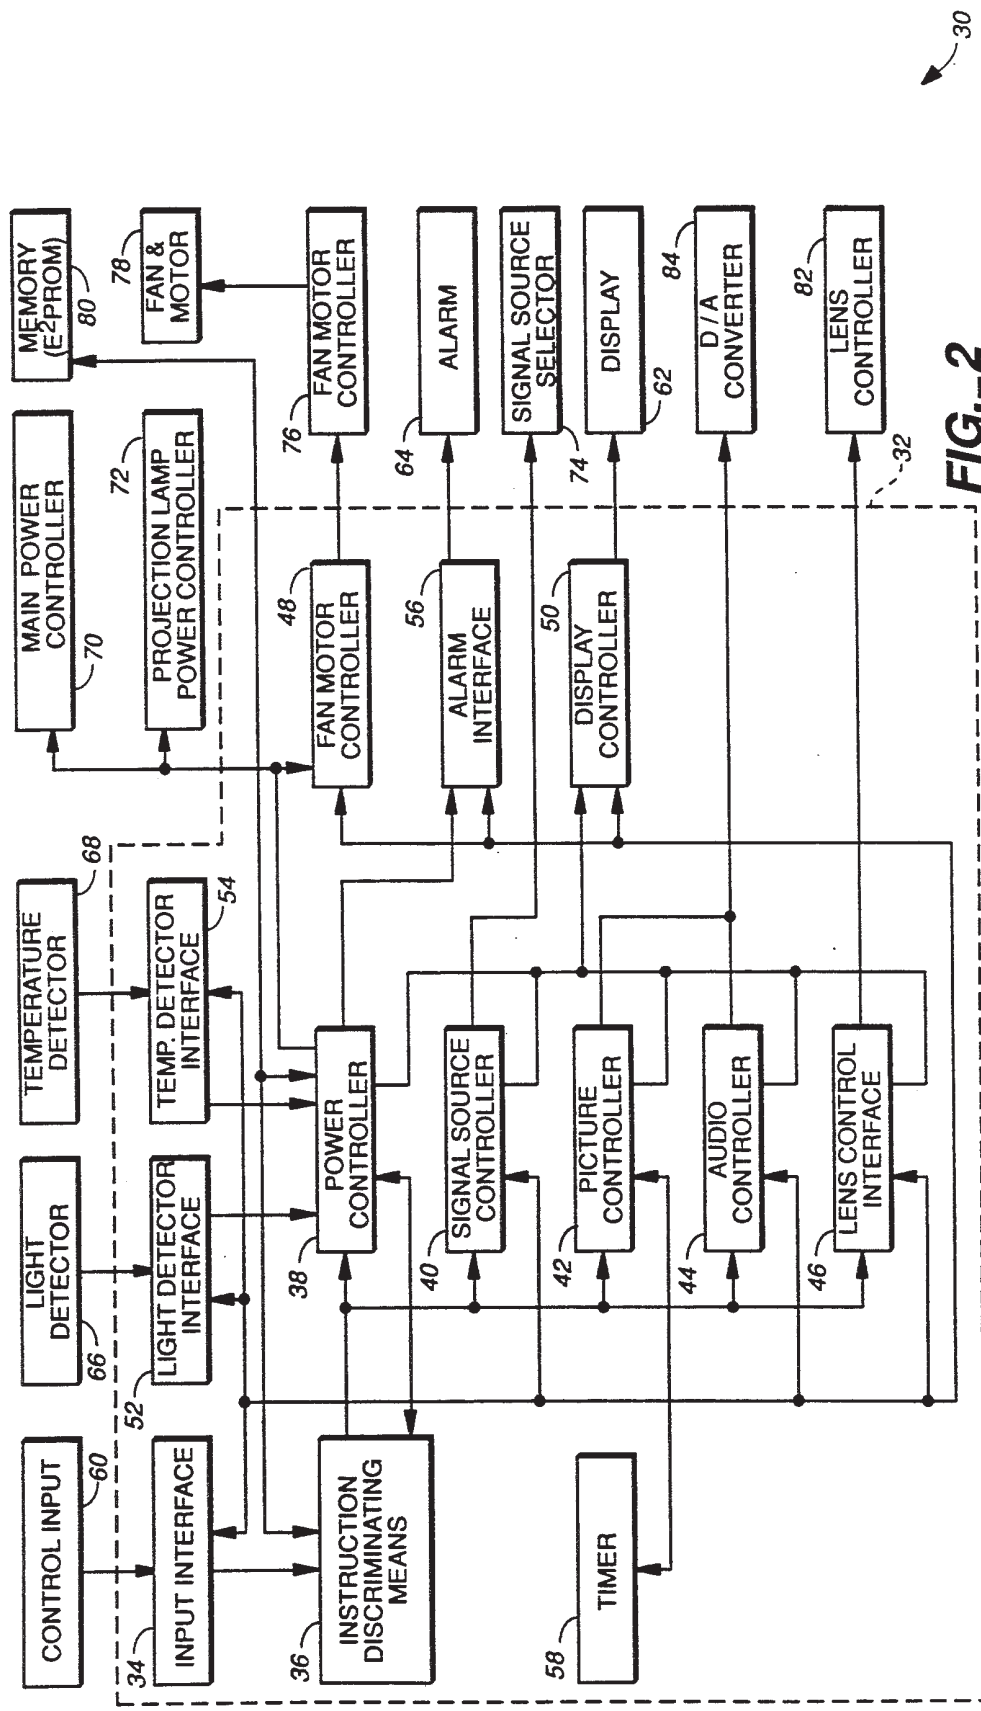 CONTROL INPUT
60
LIGHT
DETECTOR
66
TEMPERATURE
DETECTOR
68
MAIN POWER
CONTROLLER
70
MEMORY
(E2PROM)
80
34
INPUT INTERFACE
52
LIGHT DETECTOR
INTERFACE
TEMP. DETECTOR
INTERFACE
54
PROJECTION LAMP
POWER CONTROLLER
72
FAN &
MOTOR
78
36
INSTRUCTION
DISCRIMINATING
MEANS
38
POWER
CONTROLLER
FAN MOTOR
CONTROLLER
48
FAN MOTOR
CONTROLLER
76
40
SIGNAL SOURCE
CONTROLLER
ALARM
INTERFACE
56
ALARM
64
SIGNAL SOURCE
SELECTOR
74
58
TIMER
42
PICTURE
CONTROLLER
DISPLAY
CONTROLLER
50
DISPLAY
62
44
AUDIO
CONTROLLER
D/A
CONVERTER
84
46
LENS CONTROL
INTERFACE
LENS
CONTROLLER
82
32
30
FIG.-2